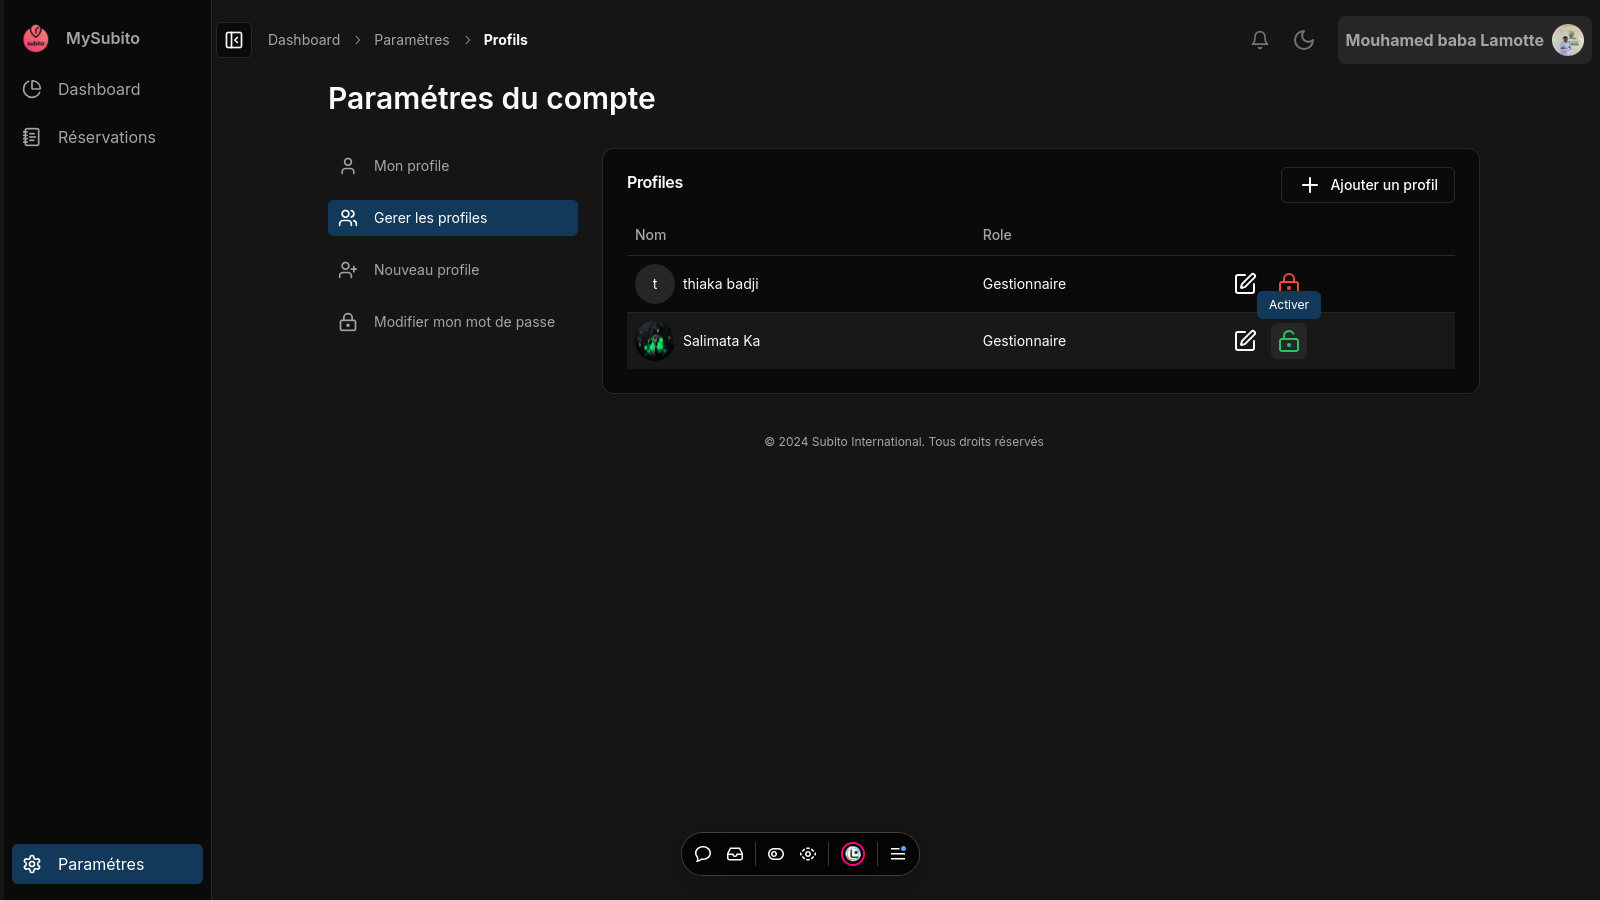 MySubito
Dashboard
Réservations
Paramétres
Dashboard > Paramètres > Profils
Mouhamed baba Lamotte
Paramétres du compte
Mon profile
Gerer les profiles
Nouveau profile
Modifier mon mot de passe
Profiles
Ajouter un profil
Nom Role
t thiaka badji Gestionnaire
Activer
Salimata Ka Gestionnaire
© 2024 Subito International. Tous droits réservés